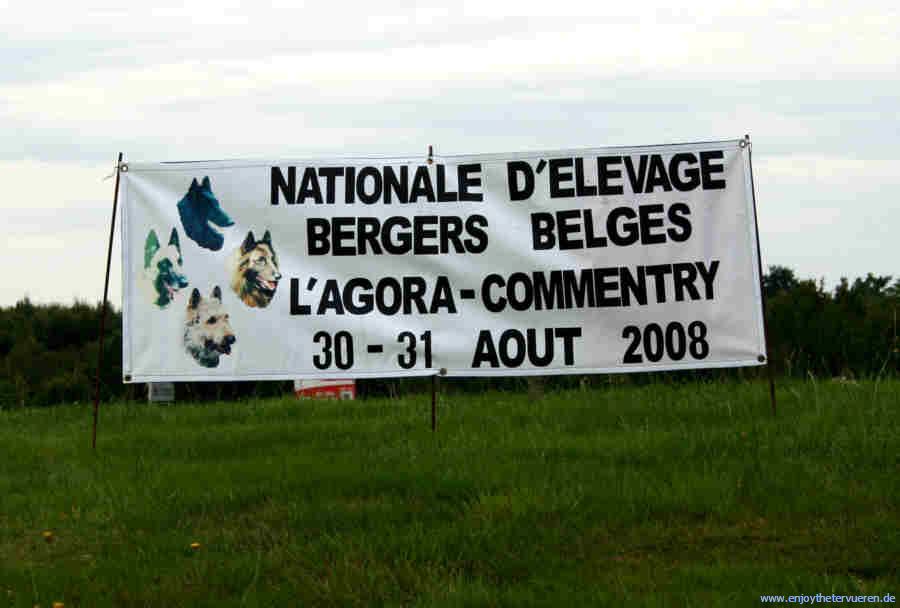 NATIONALE D'ELEVAGE
BERGERS BELGES
L'AGORA-COMMENTRY
30-31 AOUT 2008
www.enjoythetervueren.de